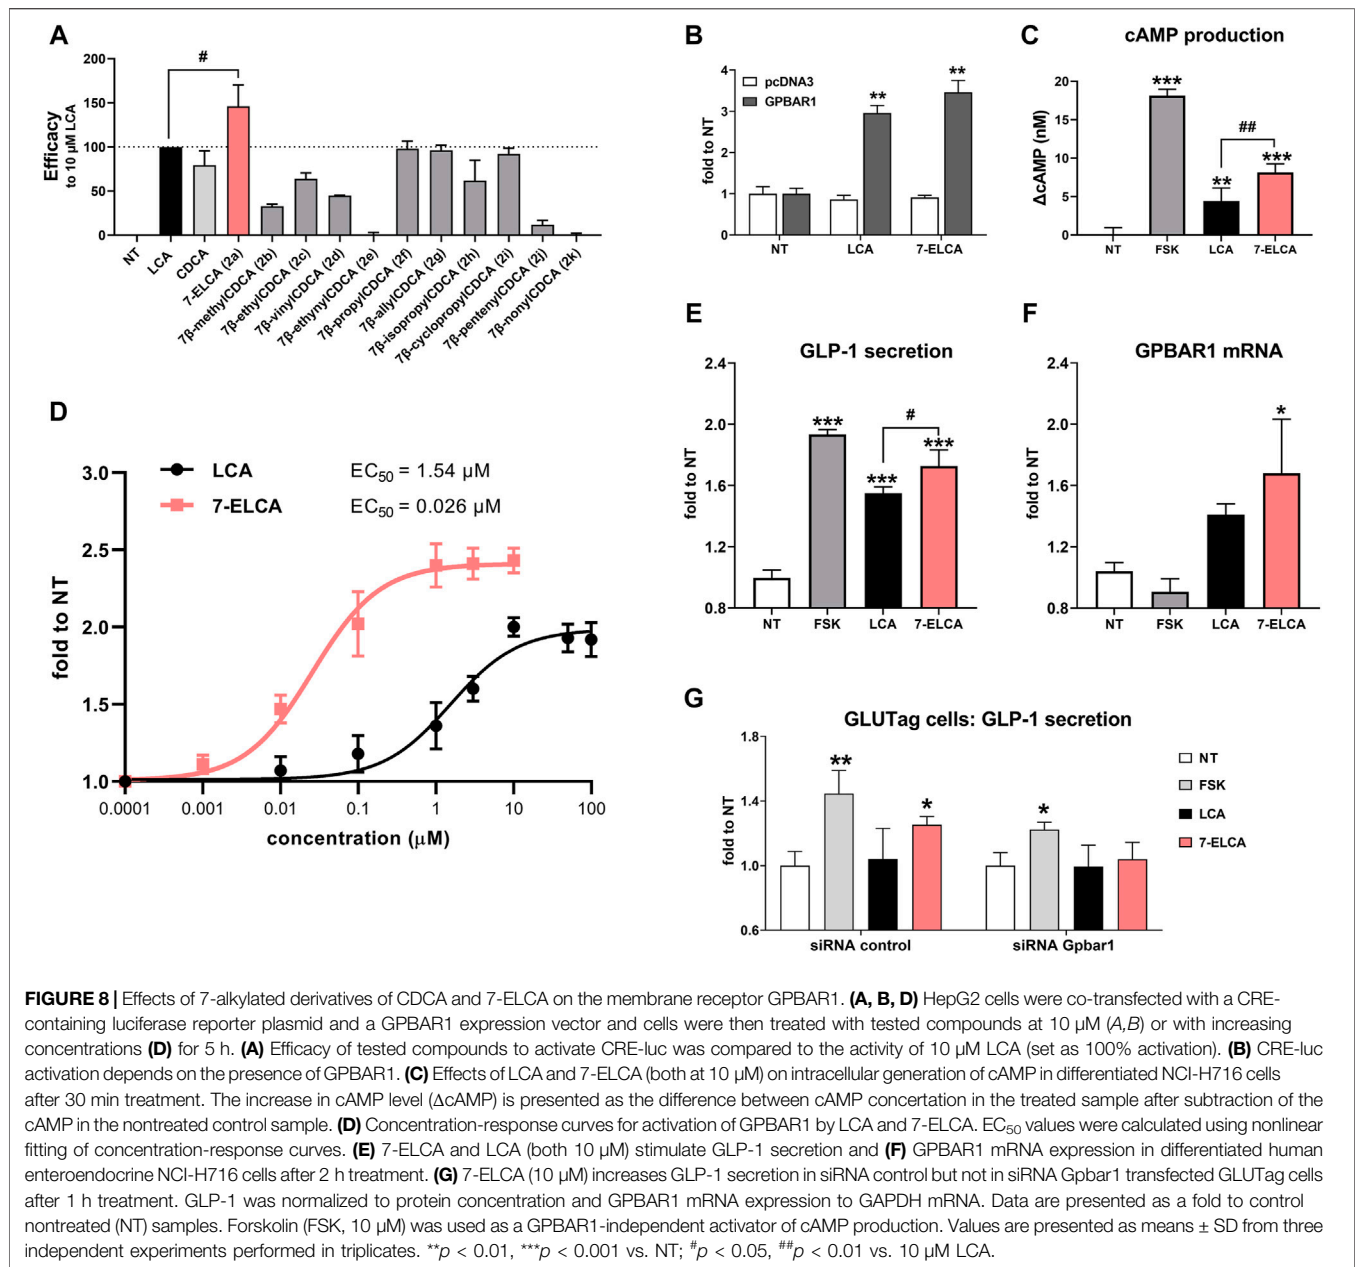 A
Efficacy
to 10 µM LCA
200
150
100
50
0
#
NT
LCA
CDCA
7-ELCA (2a)
7β-methylCDCA (2b)
7β-ethylCDCA (2c)
7β-vinylCDCA (2d)
7β-ethynylCDCA (2e)
7β-propylCDCA (2f)
7β-allylCDCA (2g)
7β-isopropylCDCA (2h)
7β-cyclopropylCDCA (2i)
7β-pentenylCDCA (2j)
7β-nonylCDCA (2k)
B
fold to NT
4
3
2
1
0
pcDNA3
GPBAR1
**
**
NT
LCA
7-ELCA
C
cAMP production
ΔcAMP (nM)
20
15
10
5
0
***
**
##
***
NT
FSK
LCA
7-ELCA
D
LCA EC50 = 1.54 µM
7-ELCA EC50 = 0.026 µM
fold to NT
3.0
2.5
2.0
1.5
1.0
0.0001
0.001
0.01
0.1
1
10
100
concentration (µM)
E
GLP-1 secretion
fold to NT
2.4
2.0
1.6
1.2
0.8
***
***
#
***
NT
FSK
LCA
7-ELCA
F
GPBAR1 mRNA
fold to NT
2.4
2.0
1.6
1.2
0.8
*
NT
FSK
LCA
7-ELCA
G
GLUTag cells: GLP-1 secretion
fold to NT
1.8
1.4
1.0
0.6
**
*
*
siRNA control
siRNA Gpbar1
NT
FSK
LCA
7-ELCA
FIGURE 8 | Effects of 7-alkylated derivatives of CDCA and 7-ELCA on the membrane receptor GPBAR1. (A, B, D) HepG2 cells were co-transfected with a CRE-
containing luciferase reporter plasmid and a GPBAR1 expression vector and cells were then treated with tested compounds at 10 µM (A,B) or with increasing
concentrations (D) for 5 h. (A) Efficacy of tested compounds to activate CRE-luc was compared to the activity of 10 µM LCA (set as 100% activation). (B) CRE-luc
activation depends on the presence of GPBAR1. (C) Effects of LCA and 7-ELCA (both at 10 µM) on intracellular generation of cAMP in differentiated NCI-H716 cells
after 30 min treatment. The increase in cAMP level (ΔcAMP) is presented as the difference between cAMP concertation in the treated sample after subtraction of the
cAMP in the nontreated control sample. (D) Concentration-response curves for activation of GPBAR1 by LCA and 7-ELCA. EC50 values were calculated using nonlinear
fitting of concentration-response curves. (E) 7-ELCA and LCA (both 10 µM) stimulate GLP-1 secretion and (F) GPBAR1 mRNA expression in differentiated human
enteroendocrine NCI-H716 cells after 2 h treatment. (G) 7-ELCA (10 µM) increases GLP-1 secretion in siRNA control but not in siRNA Gpbar1 transfected GLUTag cells
after 1 h treatment. GLP-1 was normalized to protein concentration and GPBAR1 mRNA expression to GAPDH mRNA. Data are presented as a fold to control
nontreated (NT) samples. Forskolin (FSK, 10 µM) was used as a GPBAR1-independent activator of cAMP production. Values are presented as means ± SD from three
independent experiments performed in triplicates. **p < 0.01, ***p < 0.001 vs. NT; #p < 0.05, ##p < 0.01 vs. 10 µM LCA.